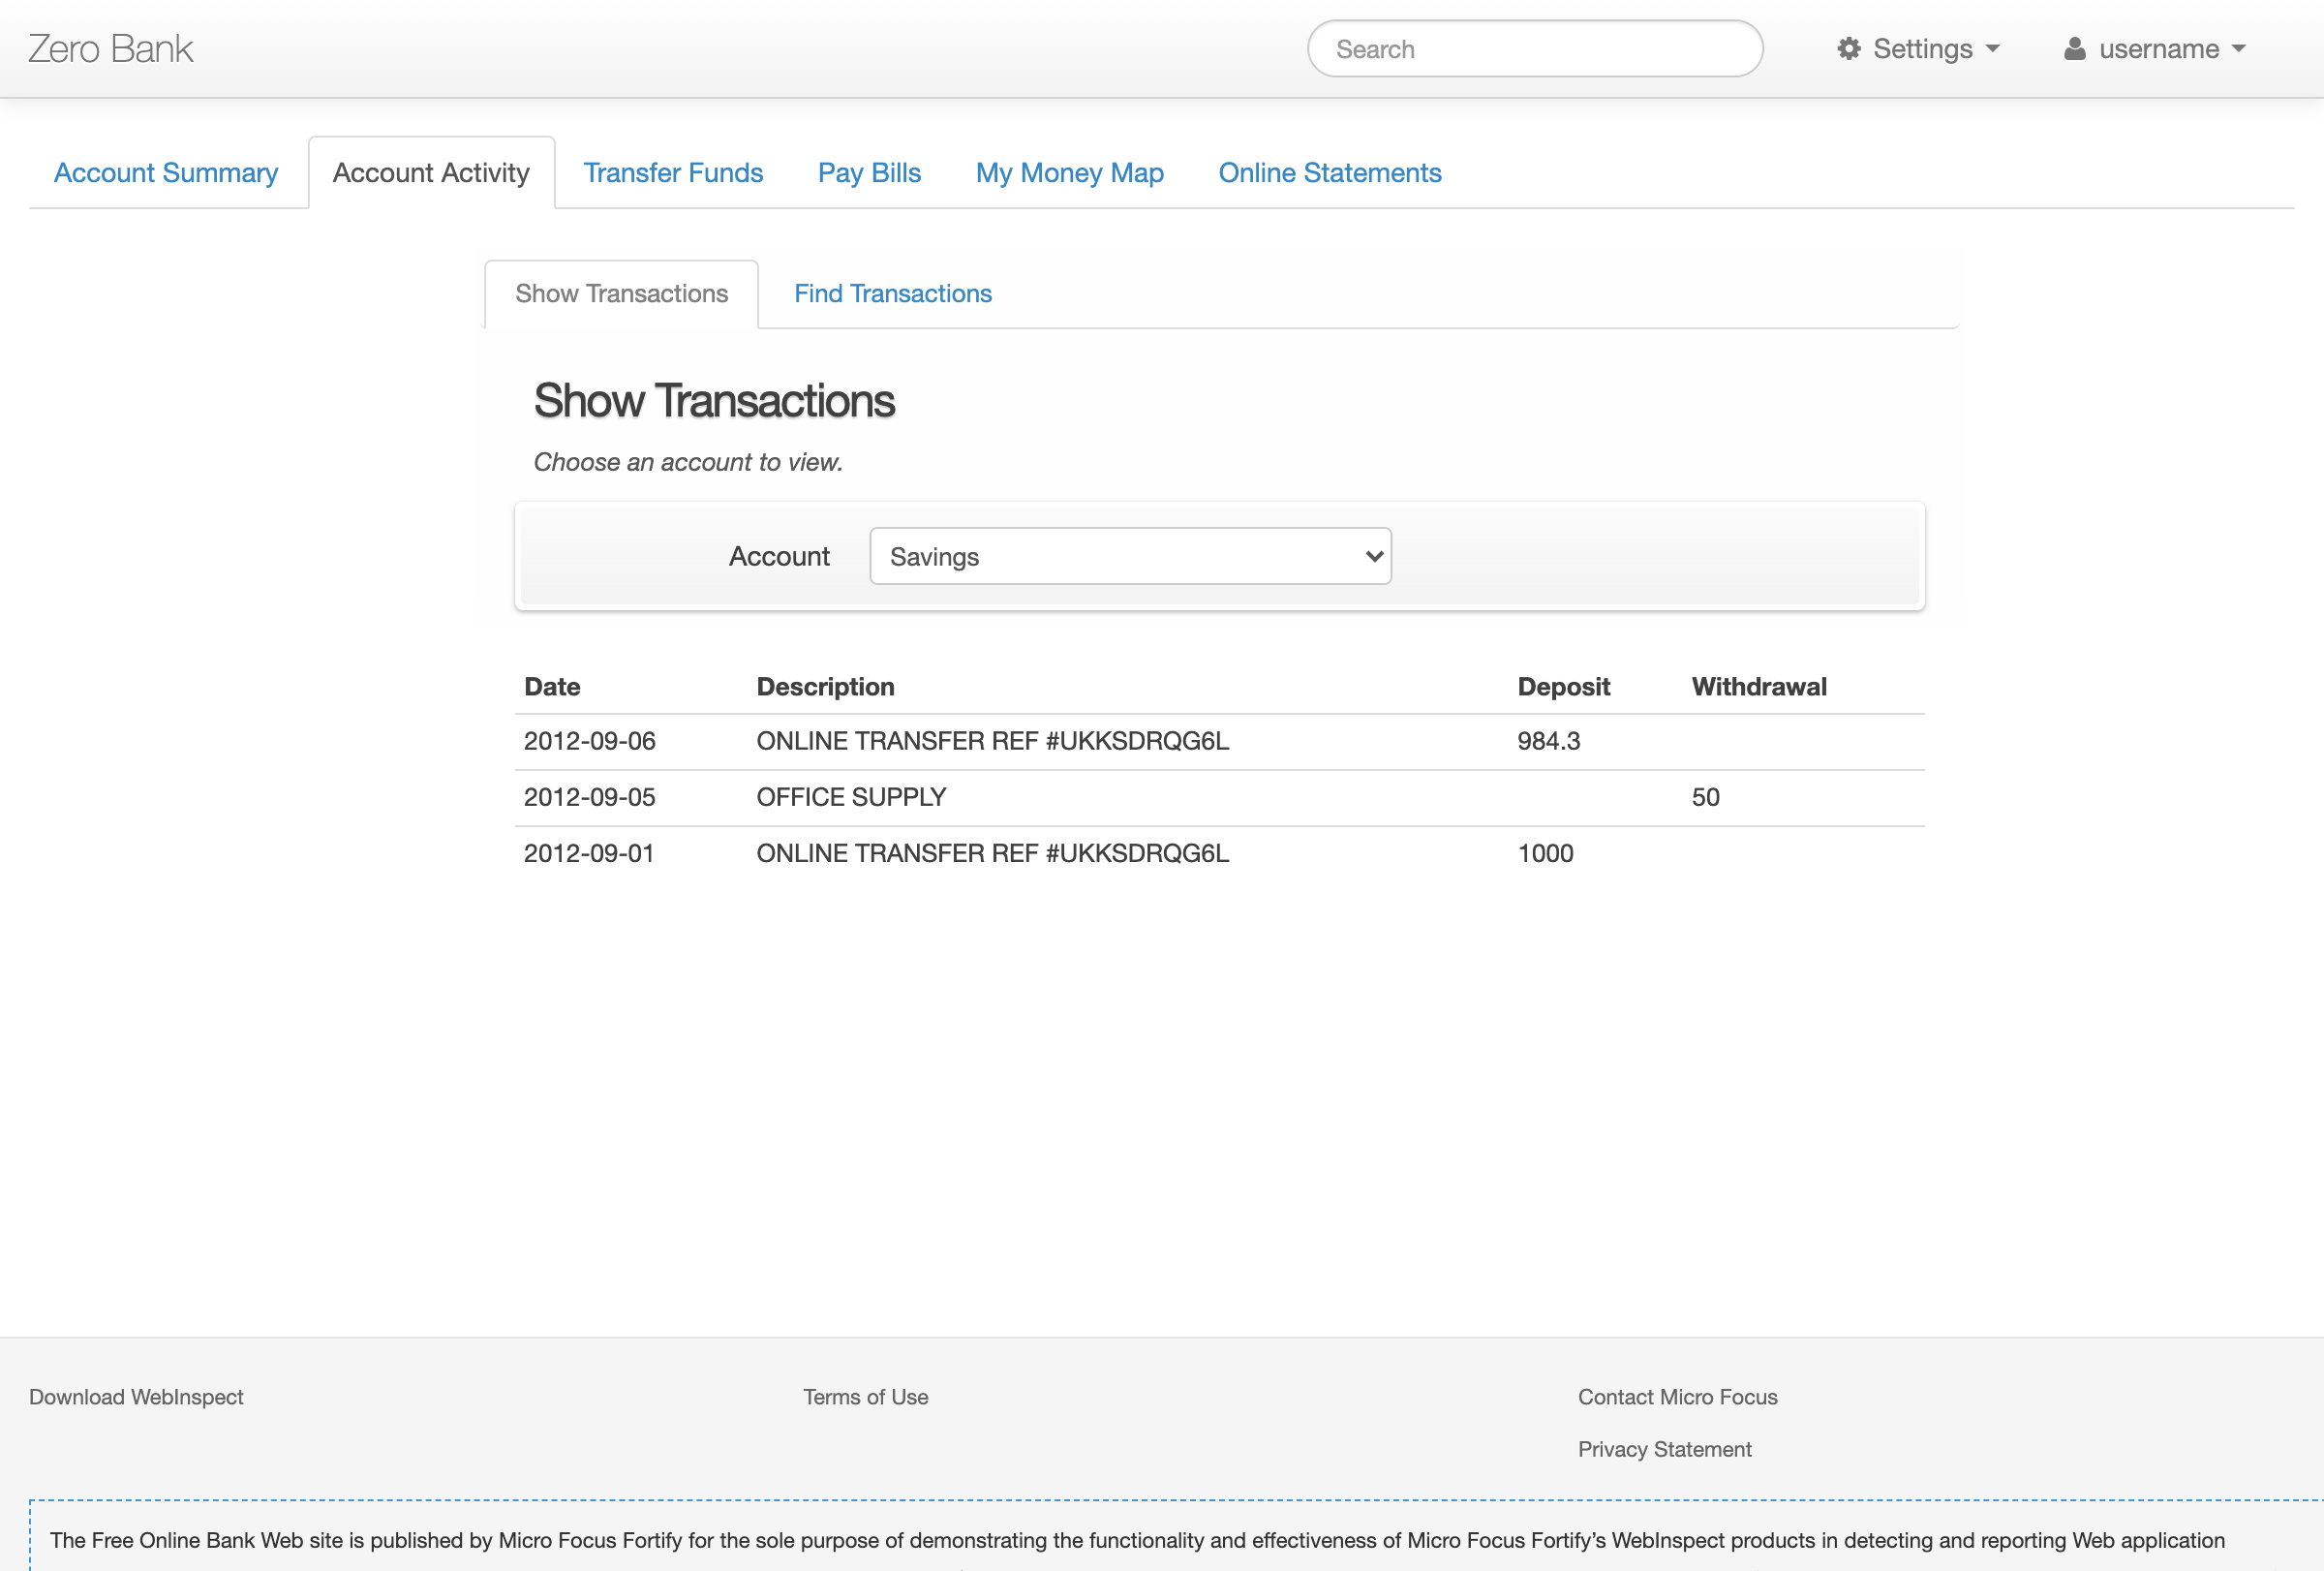 Zero Bank
Search
Settings
username
Account Summary Account Activity Transfer Funds Pay Bills My Money Map Online Statements
Show Transactions Find Transactions
Show Transactions
Choose an account to view.
Account Savings
Date Description Deposit Withdrawal
2012-09-06 ONLINE TRANSFER REF #UKKSDRQG6L 984.3
2012-09-05 OFFICE SUPPLY 50
2012-09-01 ONLINE TRANSFER REF #UKKSDRQG6L 1000
Download WebInspect Terms of Use Contact Micro Focus
Privacy Statement
The Free Online Bank Web site is published by Micro Focus Fortify for the sole purpose of demonstrating the functionality and effectiveness of Micro Focus Fortify’s WebInspect products in detecting and reporting Web application